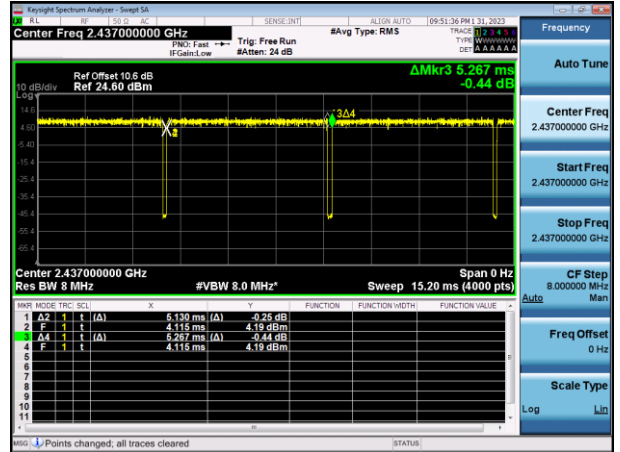 Keysight Spectrum Analyzer - Swept SA
RL RF 50 Ω AC SENSE:INT ALIGN AUTO 09:51:36 PM 1 31, 2023
Center Freq 2.437000000 GHz #Avg Type: RMS TRACE 1 2 3 4 5 6
PNO: Fast Trig: Free Run TYPE WWWWWW
IFGain:Low #Atten: 24 dB DET A A A A A A
Ref Offset 10.6 dB ΔMkr3 5.267 ms
10 dB/div Ref 24.60 dBm -0.44 dB
Log
14.6
4.60
-5.40
-15.4
-25.4
-35.4
-45.4
-55.4
-65.4
3Δ4
Center 2.437000000 GHz Span 0 Hz
Res BW 8 MHz #VBW 8.0 MHz* Sweep 15.20 ms (4000 pts)
MKR MODE TRC SCL X Y FUNCTION FUNCTION WIDTH FUNCTION VALUE
1 Δ2 1 t (Δ) 5.130 ms (Δ) -0.25 dB
2 F 1 t 4.115 ms 4.19 dBm
3 Δ4 1 t (Δ) 5.267 ms (Δ) -0.44 dB
4 F 1 t 4.115 ms 4.19 dBm
5
6
7
8
9
10
11
MSG Points changed; all traces cleared STATUS
Frequency
Auto Tune
Center Freq
2.437000000 GHz
Start Freq
2.437000000 GHz
Stop Freq
2.437000000 GHz
CF Step
8.000000 MHz
Auto Man
Freq Offset
0 Hz
Scale Type
Log Lin